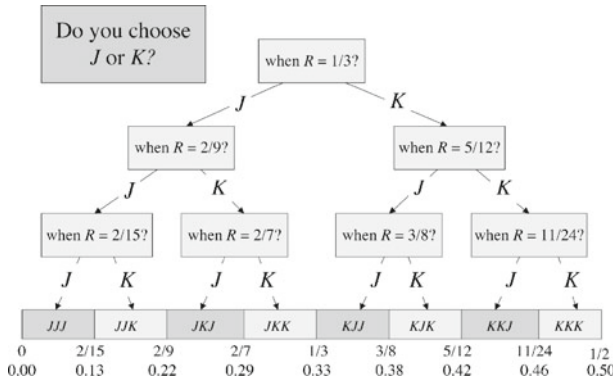 Do you choose
J or K?
when R = 1/3?
J K
when R = 2/9? when R = 5/12?
J K J K
when R = 2/15? when R = 2/7? when R = 3/8? when R = 11/24?
J K J K J K J K
JJJ JJK JKJ JKK KJJ KJK KKJ KKK
0 2/15 2/9 2/7 1/3 3/8 5/12 11/24 1/2
0.00 0.13 0.22 0.29 0.33 0.38 0.42 0.46 0.50